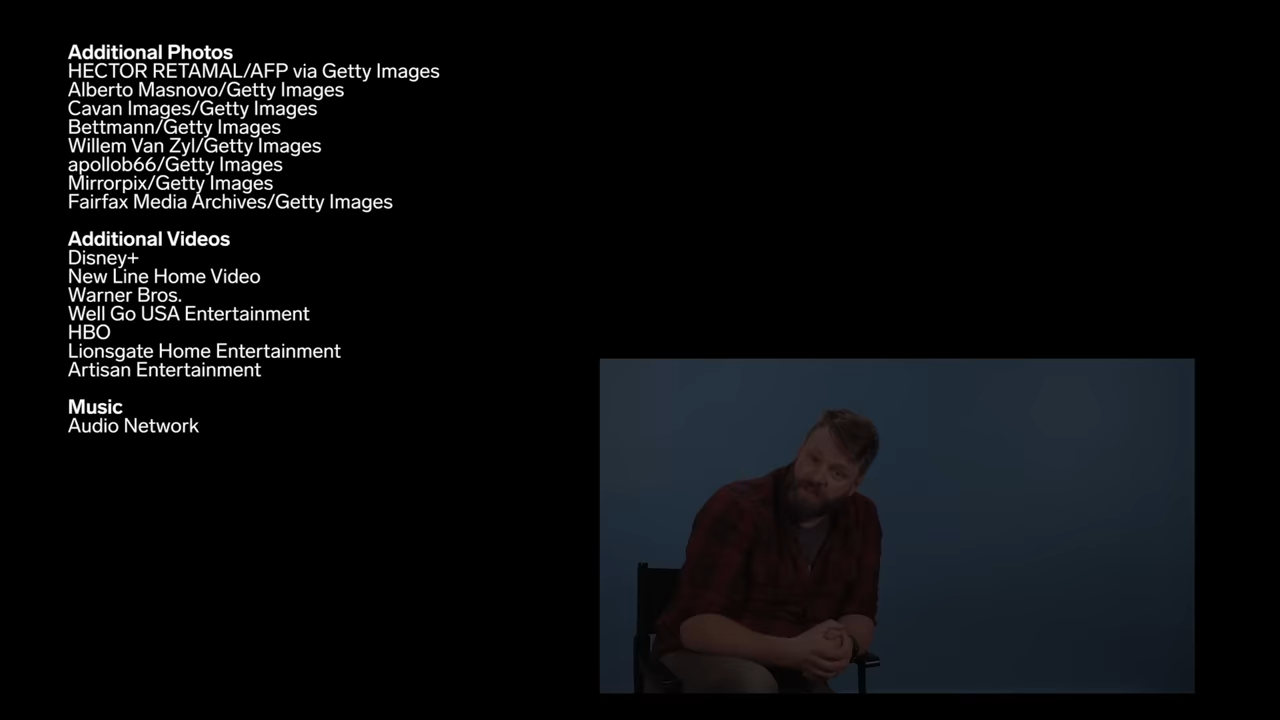 Additional Photos
HECTOR RETAMAL/AFP via Getty Images
Alberto Masnovo/Getty Images
Cavan Images/Getty Images
Bettmann/Getty Images
Willem Van Zyl/Getty Images
apollob66/Getty Images
Mirrorpix/Getty Images
Fairfax Media Archives/Getty Images
Additional Videos
Disney+
New Line Home Video
Warner Bros.
Well Go USA Entertainment
HBO
Lionsgate Home Entertainment
Artisan Entertainment
Music
Audio Network